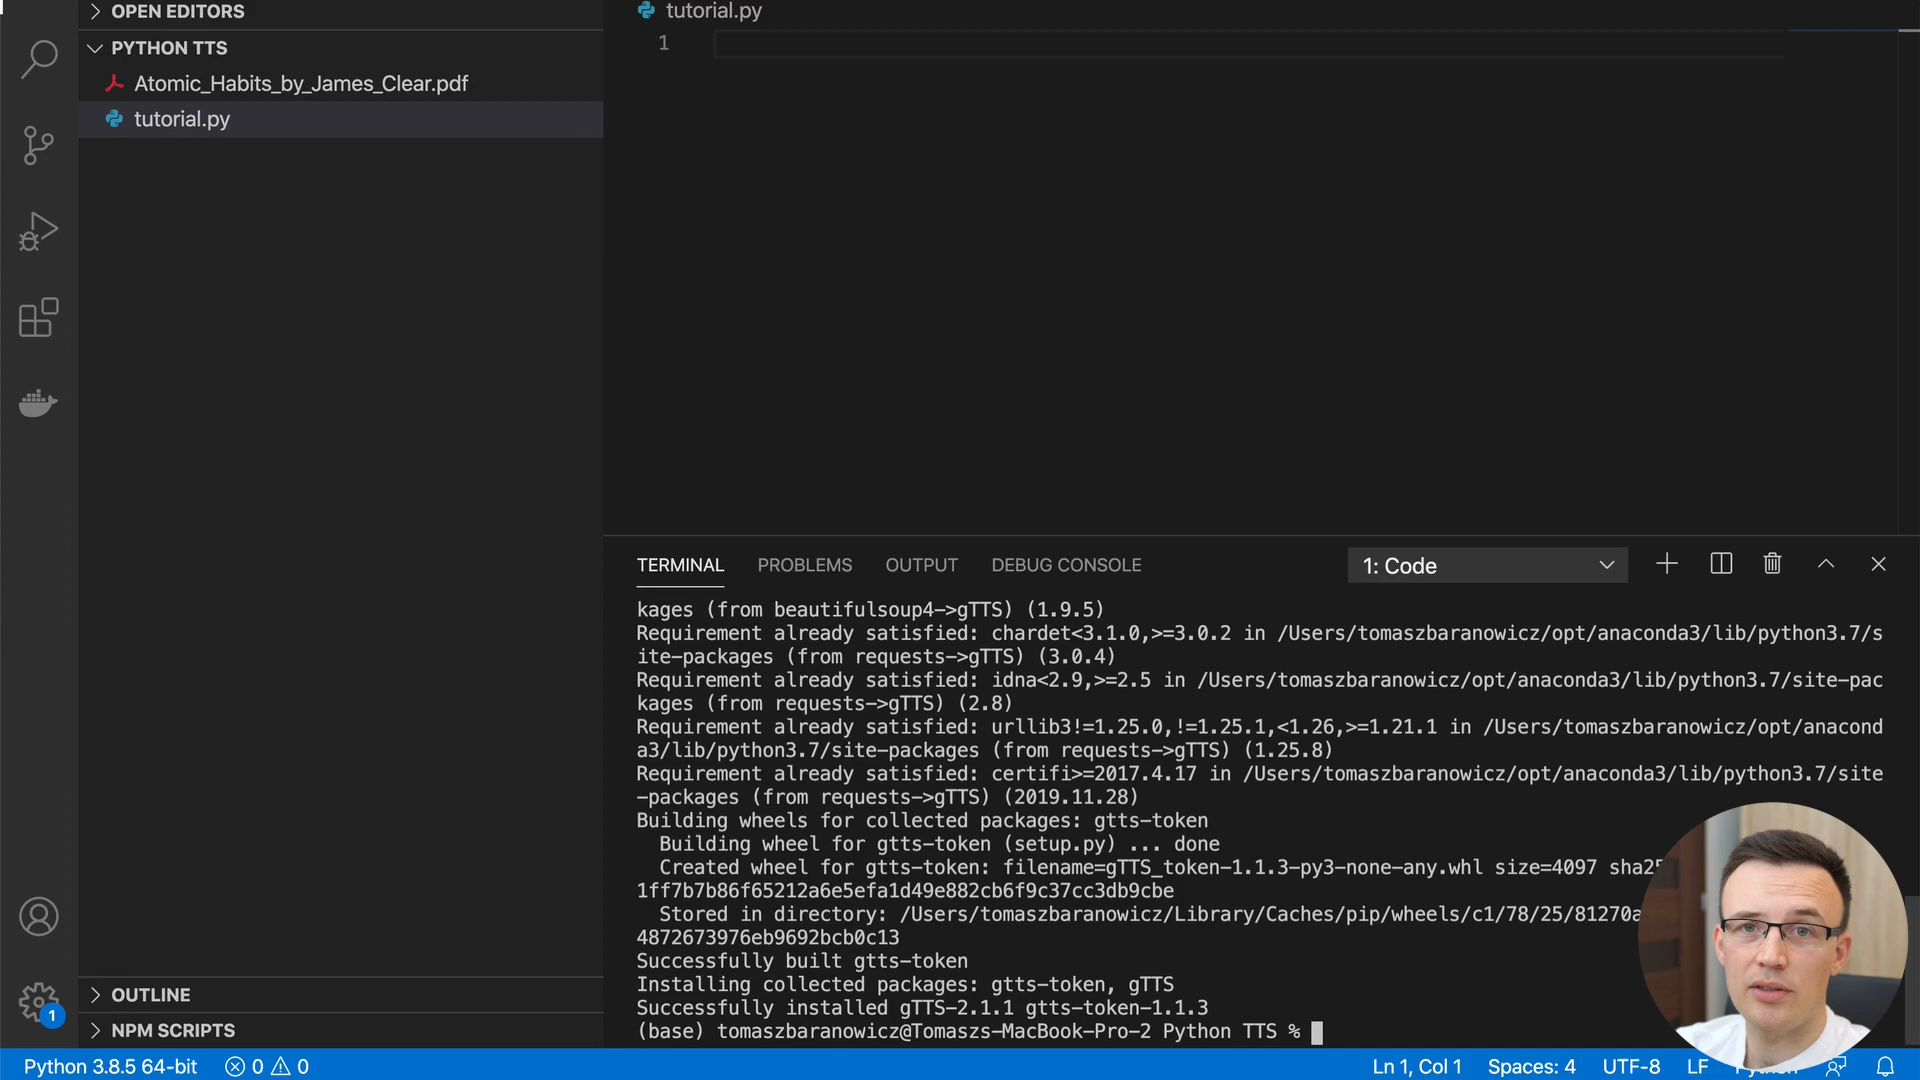 OPEN EDITORS
PYTHON TTS
Atomic_Habits_by_James_Clear.pdf
tutorial.py
OUTLINE
NPM SCRIPTS
tutorial.py
1
TERMINAL PROBLEMS OUTPUT DEBUG CONSOLE 1: Code
kages (from beautifulsoup4->gTTS) (1.9.5)
Requirement already satisfied: chardet<3.1.0,>=3.0.2 in /Users/tomaszbaranowicz/opt/anaconda3/lib/python3.7/s
ite-packages (from requests->gTTS) (3.0.4)
Requirement already satisfied: idna<2.9,>=2.5 in /Users/tomaszbaranowicz/opt/anaconda3/lib/python3.7/site-pac
kages (from requests->gTTS) (2.8)
Requirement already satisfied: urllib3!=1.25.0,!=1.25.1,<1.26,>=1.21.1 in /Users/tomaszbaranowicz/opt/anacond
a3/lib/python3.7/site-packages (from requests->gTTS) (1.25.8)
Requirement already satisfied: certifi>=2017.4.17 in /Users/tomaszbaranowicz/opt/anaconda3/lib/python3.7/site
-packages (from requests->gTTS) (2019.11.28)
Building wheels for collected packages: gtts-token
Building wheel for gtts-token (setup.py) ... done
Created wheel for gtts-token: filename=gTTS_token-1.1.3-py3-none-any.whl size=4097 sha25
1ff7b7b86f65212a6e5efa1d49e882cb6f9c37cc3db9cbe
Stored in directory: /Users/tomaszbaranowicz/Library/Caches/pip/wheels/c1/78/25/81270a
4872673976eb9692bcb0c13
Successfully built gtts-token
Installing collected packages: gtts-token, gTTS
Successfully installed gTTS-2.1.1 gtts-token-1.1.3
(base) tomaszbaranowicz@Tomaszs-MacBook-Pro-2 Python TTS %
1
Python 3.8.5 64-bit 0 0 Ln 1, Col 1 Spaces: 4 UTF-8 LF